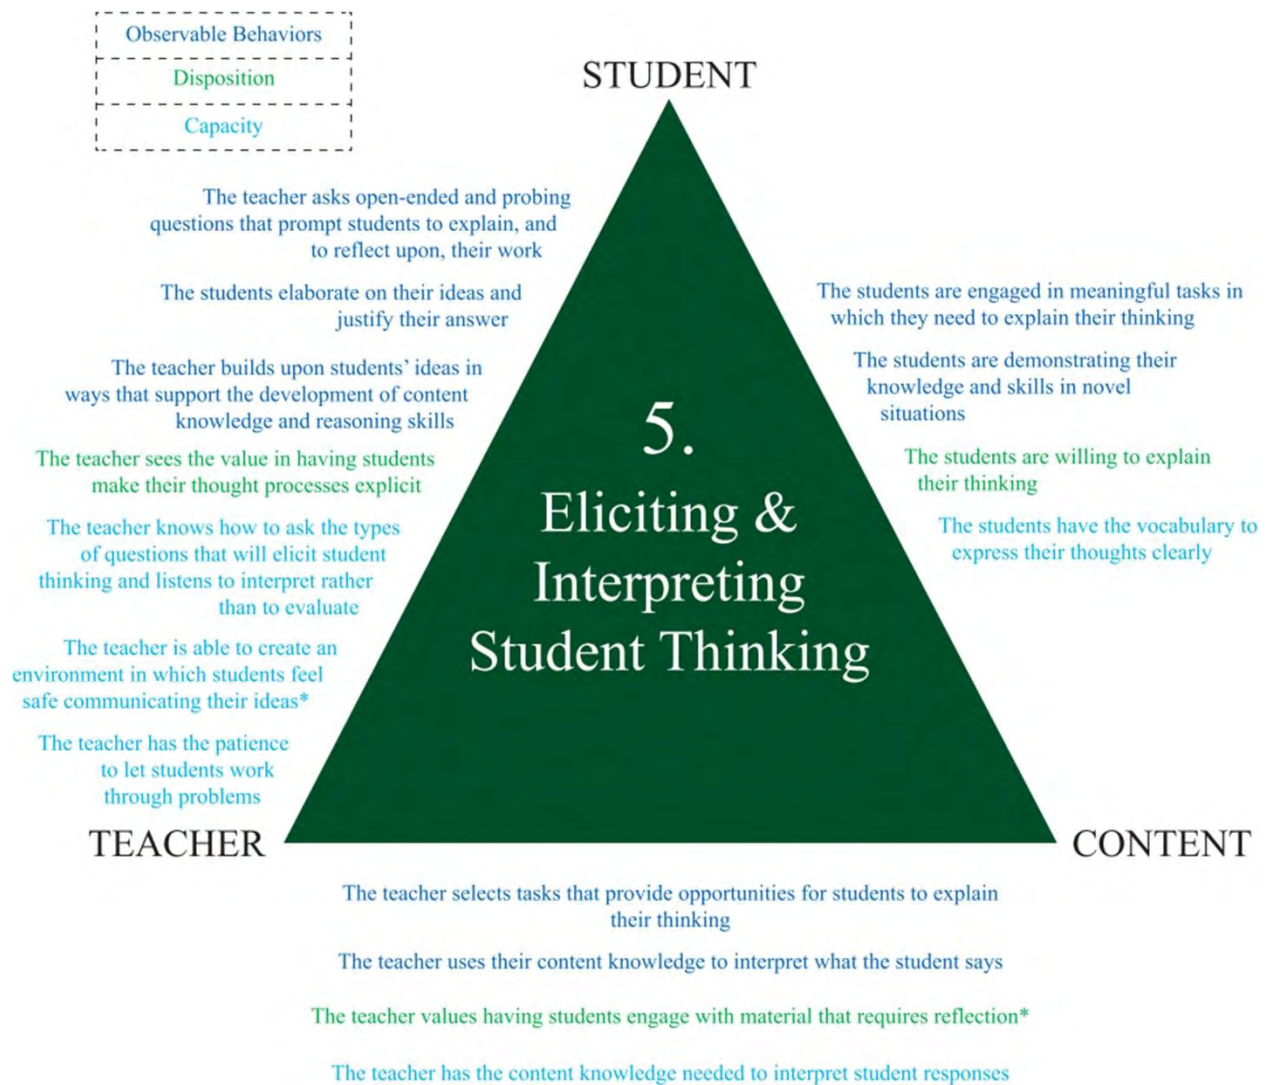 Observable Behaviors
Disposition
Capacity
STUDENT
The teacher asks open-ended and probing
questions that prompt students to explain, and
to reflect upon, their work
The students elaborate on their ideas and
justify their answer
The teacher builds upon students’ ideas in
ways that support the development of content
knowledge and reasoning skills
The teacher sees the value in having students
make their thought processes explicit
The teacher knows how to ask the types
of questions that will elicit student
thinking and listens to interpret rather
than to evaluate
The teacher is able to create an
environment in which students feel
safe communicating their ideas*
The teacher has the patience
to let students work
through problems
5.
Eliciting &
Interpreting
Student Thinking
The students are engaged in meaningful tasks in
which they need to explain their thinking
The students are demonstrating their
knowledge and skills in novel
situations
The students are willing to explain
their thinking
The students have the vocabulary to
express their thoughts clearly
TEACHER
CONTENT
The teacher selects tasks that provide opportunities for students to explain
their thinking
The teacher uses their content knowledge to interpret what the student says
The teacher values having students engage with material that requires reflection*
The teacher has the content knowledge needed to interpret student responses